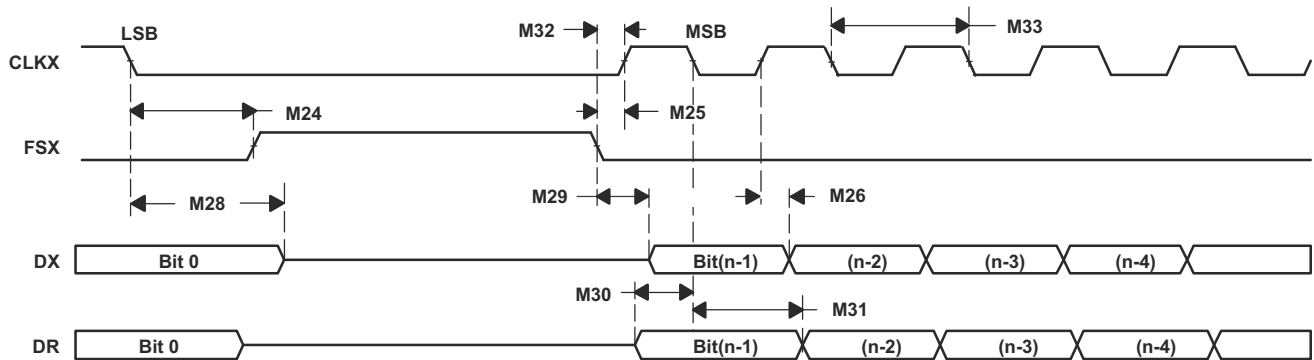 LSB
M32
MSB
M33
CLKX
M24
M25
FSX
M28
M29
M26
DX
Bit 0
Bit(n-1)
(n-2)
(n-3)
(n-4)
M30
M31
DR
Bit 0
Bit(n-1)
(n-2)
(n-3)
(n-4)